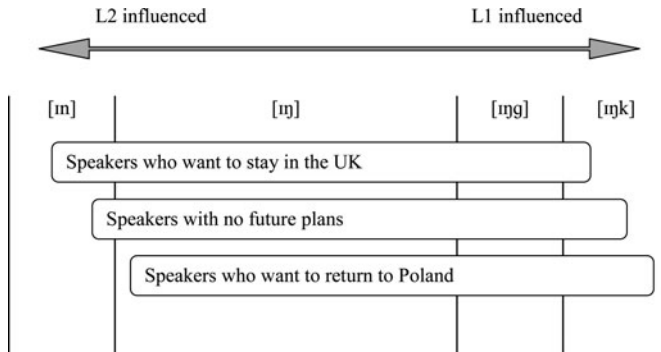 L2 influenced L1 influenced
[ɪn] [ɪŋ] [ɪŋɡ] [ɪŋk]
Speakers who want to stay in the UK
Speakers with no future plans
Speakers who want to return to Poland